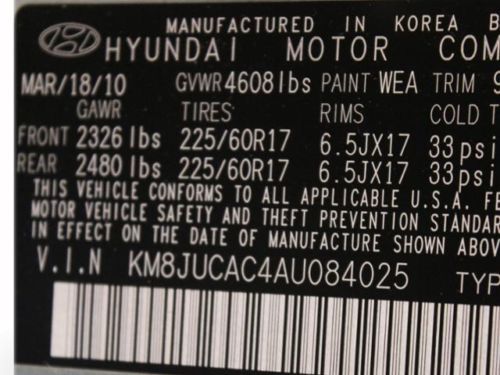 MANUFACTURED IN KOREA B
HYUNDAI MOTOR COM
MAR/18/10 GVWR 4608lbs PAINT WEA TRIM 9
GAWR TIRES RIMS COLD T
FRONT 2326 lbs 225/60R17 6.5JX17 33psi
REAR 2480 lbs 225/60R17 6.5JX17 33psi
THIS VEHICLE CONFORMS TO ALL APPLICABLE U.S.A. FE
MOTOR VEHICLE SAFETY AND THEFT PREVENTION STANDAR
IN EFFECT ON THE DATE OF MANUFACTURE SHOWN ABOV
V.I.N KM8JUCAC4AU084025 TYP